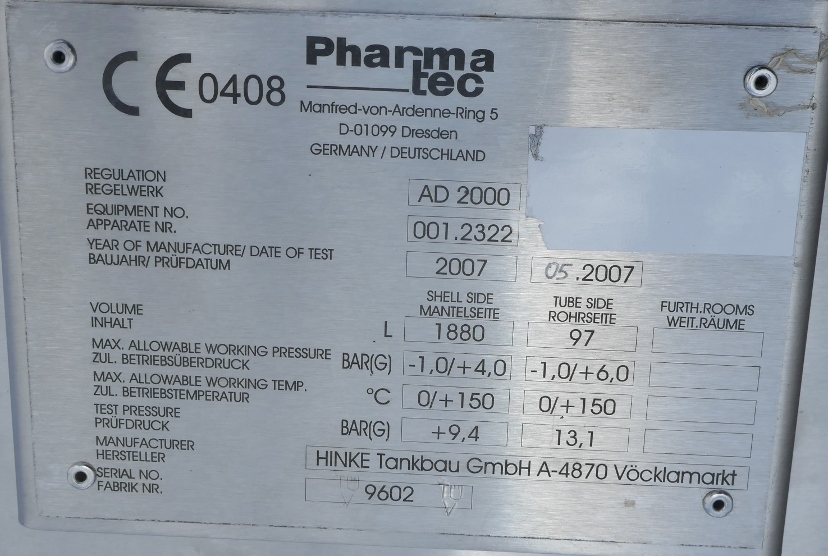 CE 0408
Pharma
tec
Manfred-von-Ardenne-Ring 5
D-01099 Dresden
GERMANY / DEUTSCHLAND
REGULATION
REGELWERK AD 2000
EQUIPMENT NO.
APPARATE NR. 001.2322
YEAR OF MANUFACTURE/ DATE OF TEST
BAUJAHR/ PRÜFDATUM 2007 05.2007
SHELL SIDE TUBE SIDE FURTH.ROOMS
MANTELSEITE ROHRSEITE WEIT.RÄUME
VOLUME
INHALT L 1880 97
MAX. ALLOWABLE WORKING PRESSURE
ZUL. BETRIEBSÜBERDRUCK BAR(G) -1,0/+4,0 -1,0/+6,0
MAX. ALLOWABLE WORKING TEMP.
ZUL. BETRIEBSTEMPERATUR °C 0/+150 0/+150
TEST PRESSURE
PRÜFDRUCK BAR(G) +9,4 13,1
MANUFACTURER
HERSTELLER HINKE Tankbau GmbH A-4870 Vöcklamarkt
SERIAL NO.
FABRIK NR. 9602